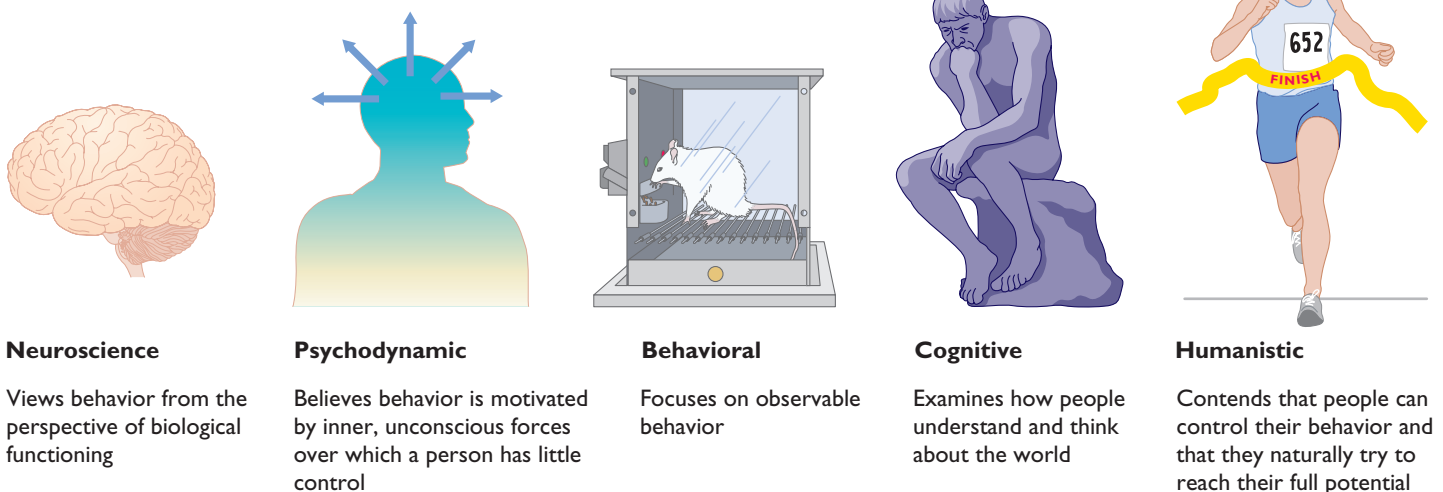 652
FINISH
Neuroscience
Views behavior from the
perspective of biological
functioning
Psychodynamic
Believes behavior is motivated
by inner, unconscious forces
over which a person has little
control
Behavioral
Focuses on observable
behavior
Cognitive
Examines how people
understand and think
about the world
Humanistic
Contends that people can
control their behavior and
that they naturally try to
reach their full potential